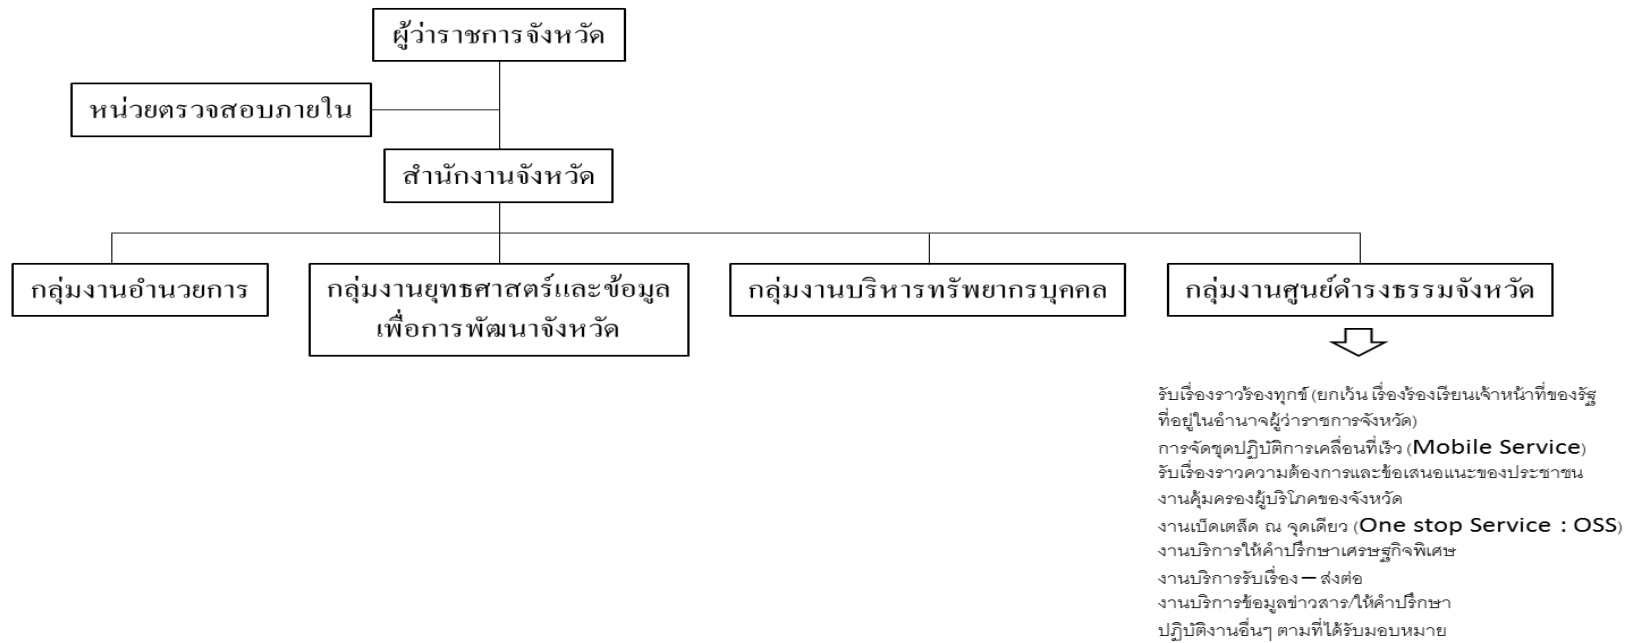 ผู้ว่าราชการจังหวัด
หน่วยตรวจสอบภายใน
สำนักงานจังหวัด
กลุ่มงานอำนวยการ
กลุ่มงานยุทธศาสตร์และข้อมูล
เพื่อการพัฒนาจังหวัด
กลุ่มงานบริหารทรัพยากรบุคคล
กลุ่มงานศูนย์ดำรงธรรมจังหวัด
รับเรื่องราวร้องทุกข์ (ยกเว้น เรื่องร้องเรียนเจ้าหน้าที่ของรัฐ
ที่อยู่ในอำนาจผู้ว่าราชการจังหวัด)
การจัดชุดปฏิบัติการเคลื่อนที่เร็ว (Mobile Service)
รับเรื่องราวความต้องการและข้อเสนอแนะของประชาชน
งานคุ้มครองผู้บริโภคของจังหวัด
งานเบ็ดเตล็ด ณ จุดเดียว (One stop Service : OSS)
งานบริการให้คำปรึกษาเศรษฐกิจพิเศษ
งานบริการรับเรื่อง – ส่งต่อ
งานบริการข้อมูลข่าวสาร/ให้คำปรึกษา
ปฏิบัติงานอื่นๆ ตามที่ได้รับมอบหมาย